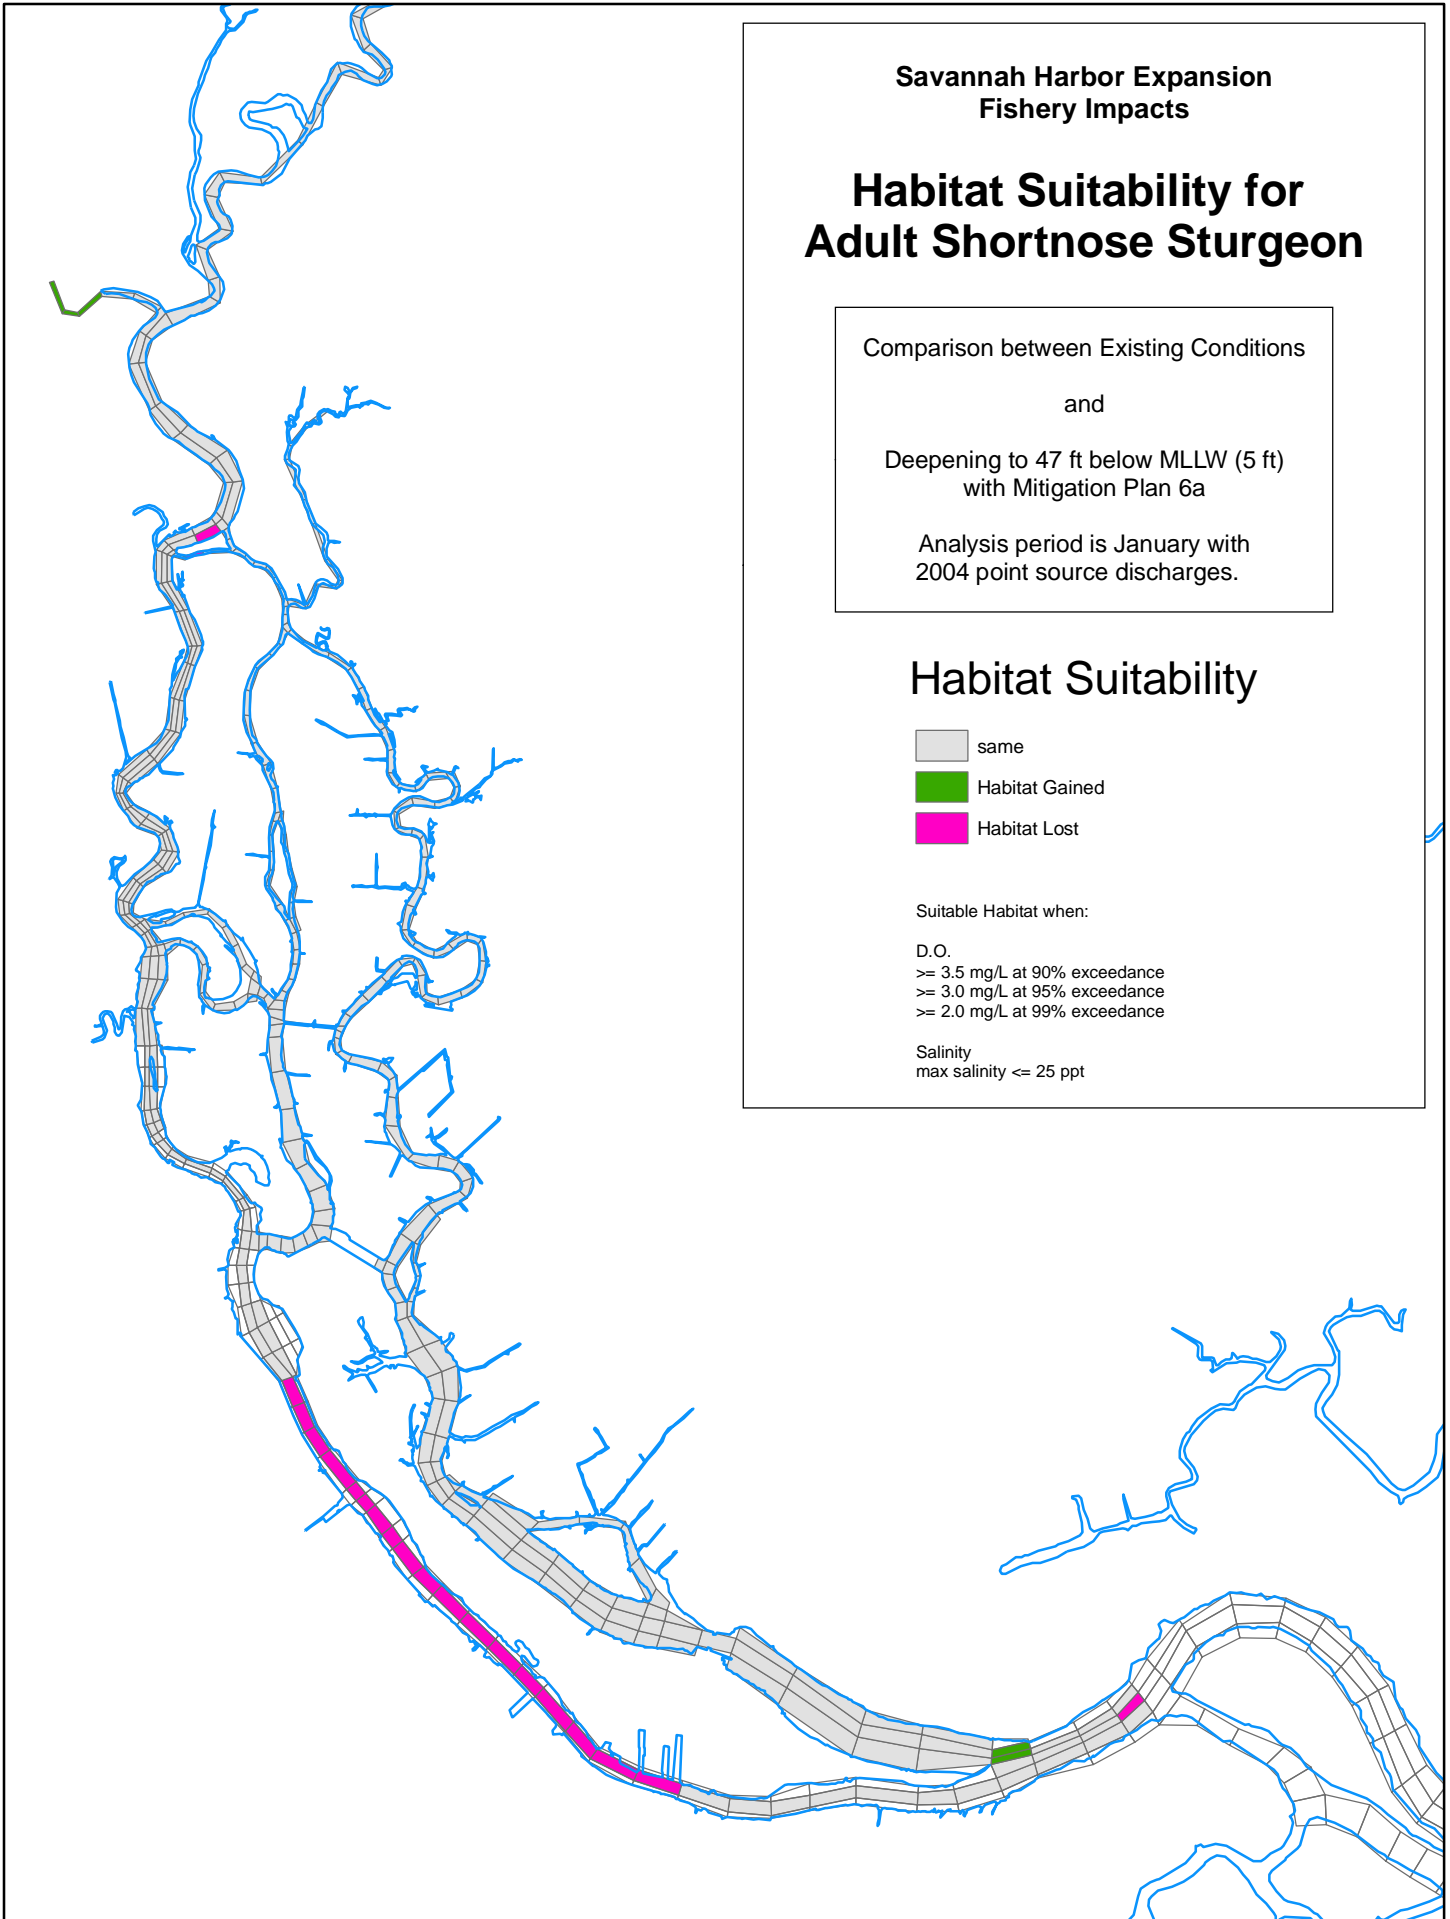 Savannah Harbor Expansion
Fishery Impacts
Habitat Suitability for
Adult Shortnose Sturgeon
Comparison between Existing Conditions
and
Deepening to 47 ft below MLLW (5 ft)
with Mitigation Plan 6a
Analysis period is January with
2004 point source discharges.
Habitat Suitability
same
Habitat Gained
Habitat Lost
Suitable Habitat when:
D.O.
>= 3.5 mg/L at 90% exceedance
>= 3.0 mg/L at 95% exceedance
>= 2.0 mg/L at 99% exceedance
Salinity
max salinity <= 25 ppt